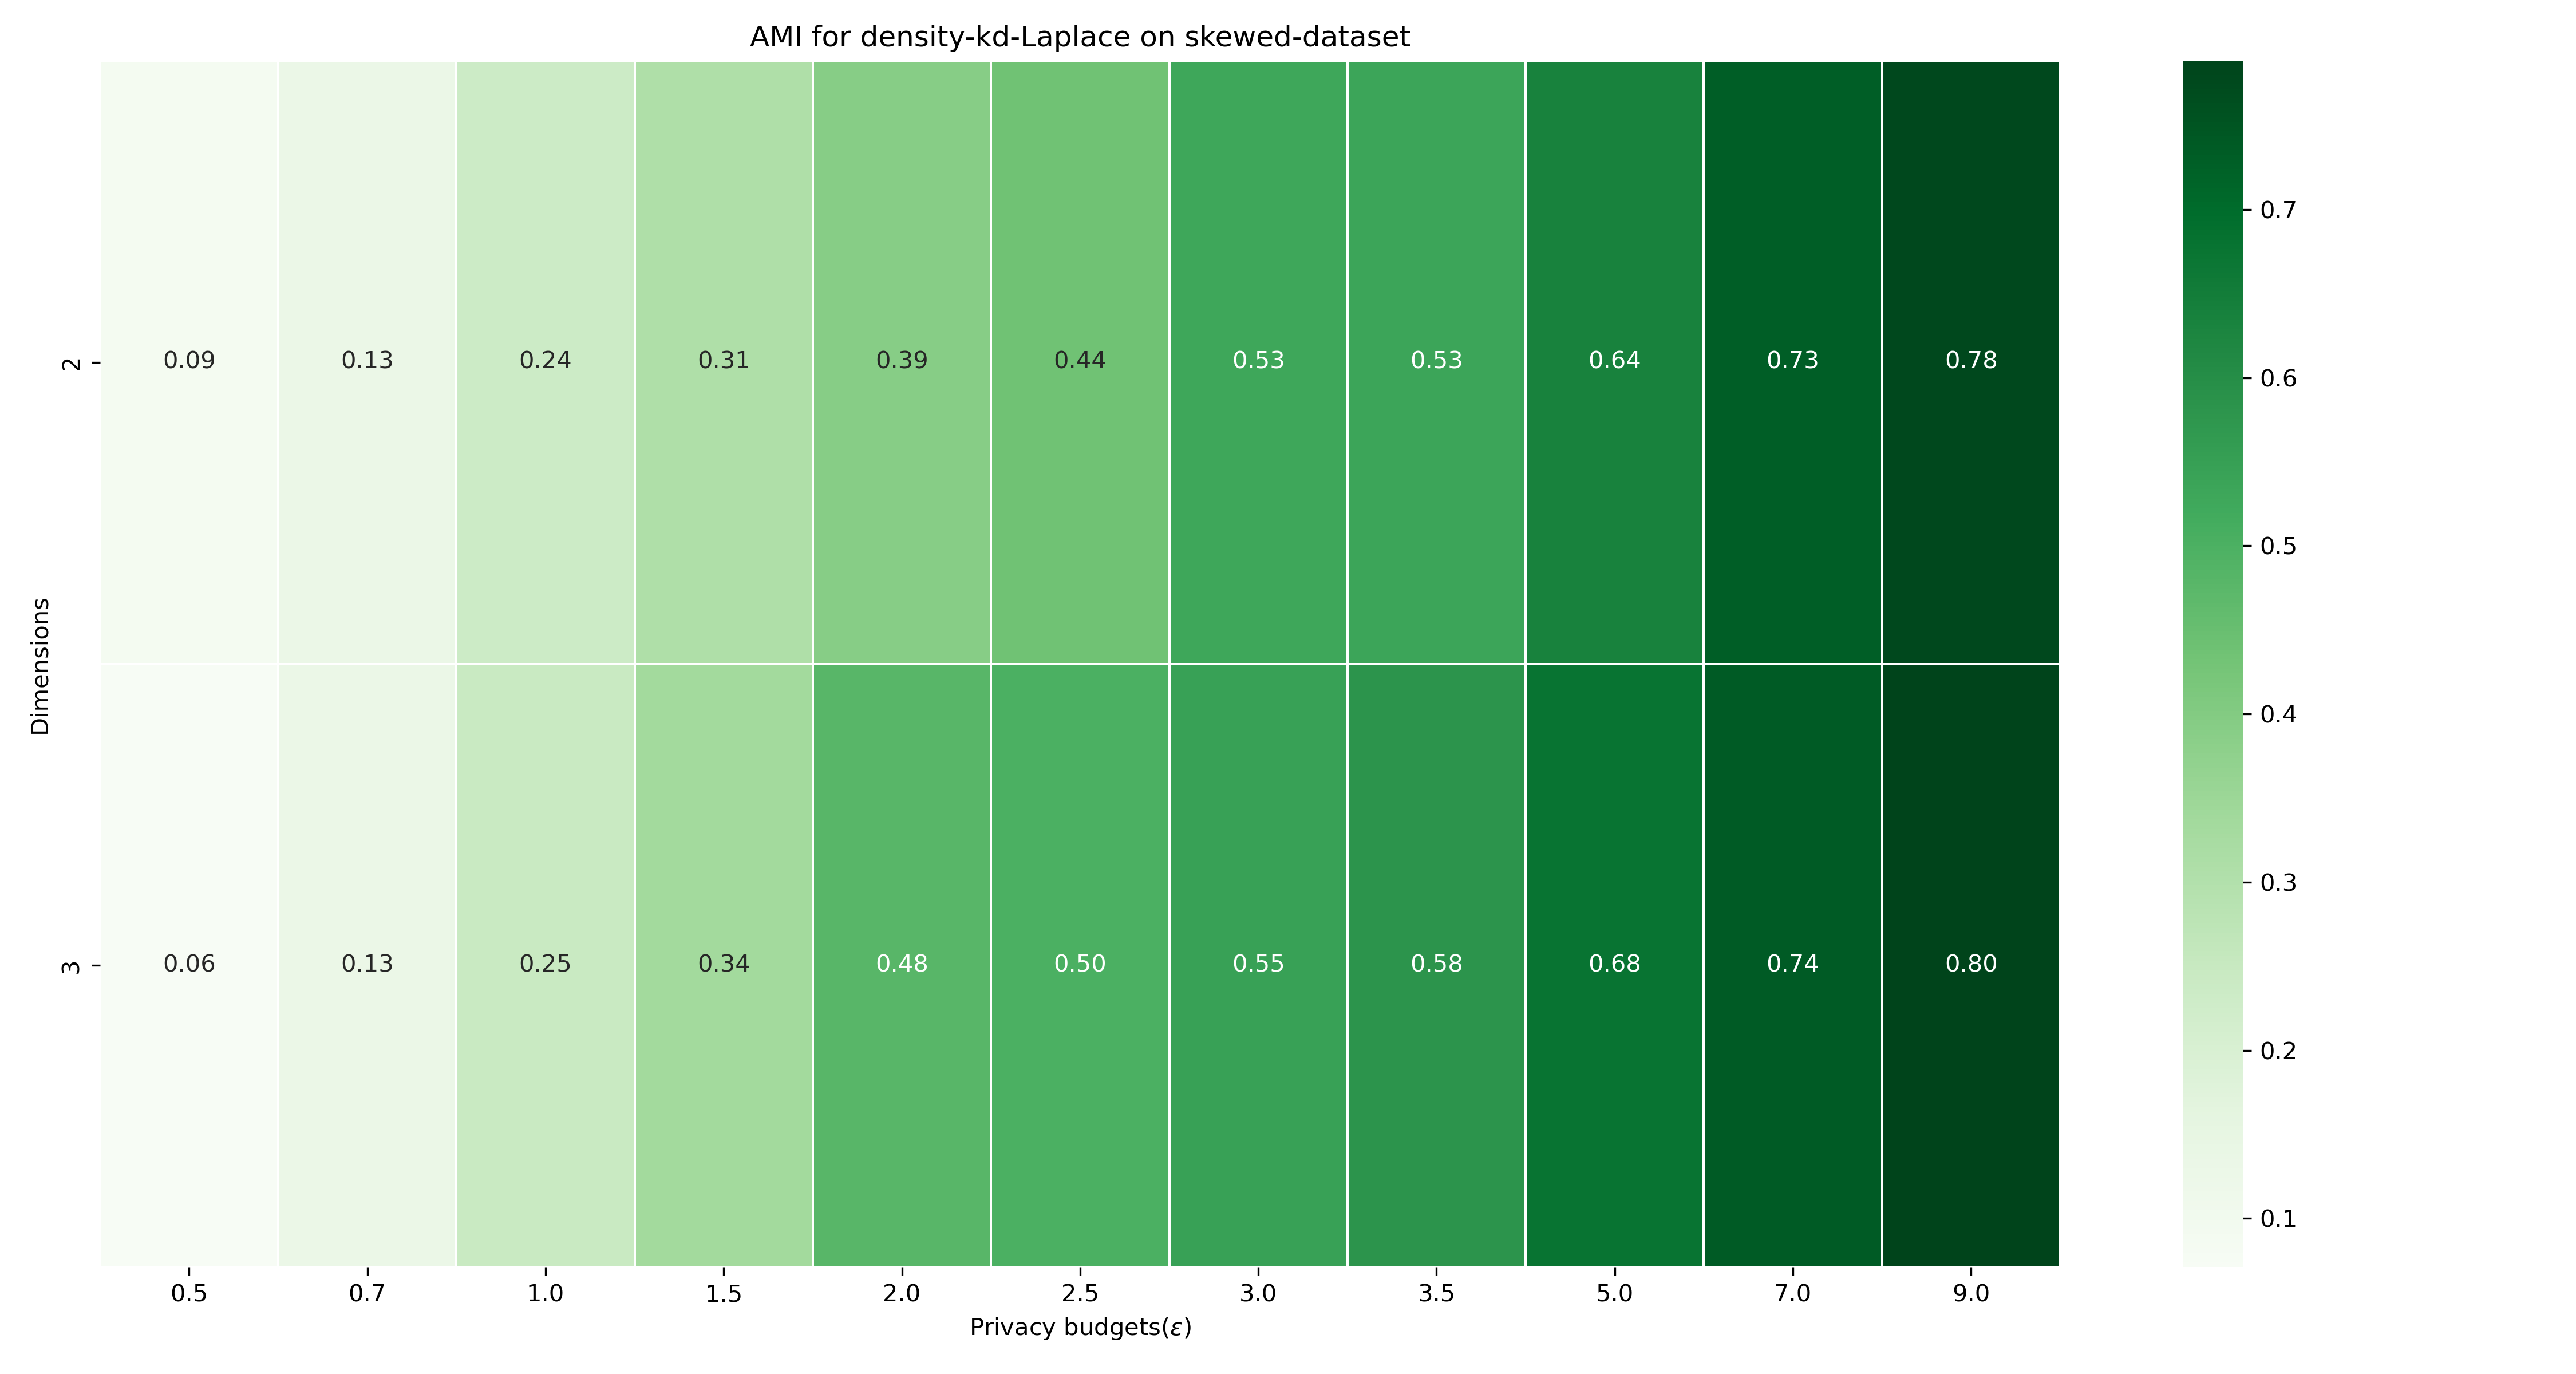 AMI for density-kd-Laplace on skewed-dataset
Dimensions
2
0.09 0.13 0.24 0.31 0.39 0.44 0.53 0.53 0.64 0.73 0.78
3
0.06 0.13 0.25 0.34 0.48 0.50 0.55 0.58 0.68 0.74 0.80
0.5 0.7 1.0 1.5 2.0 2.5 3.0 3.5 5.0 7.0 9.0
Privacy budgets(ε)
0.7
0.6
0.5
0.4
0.3
0.2
0.1